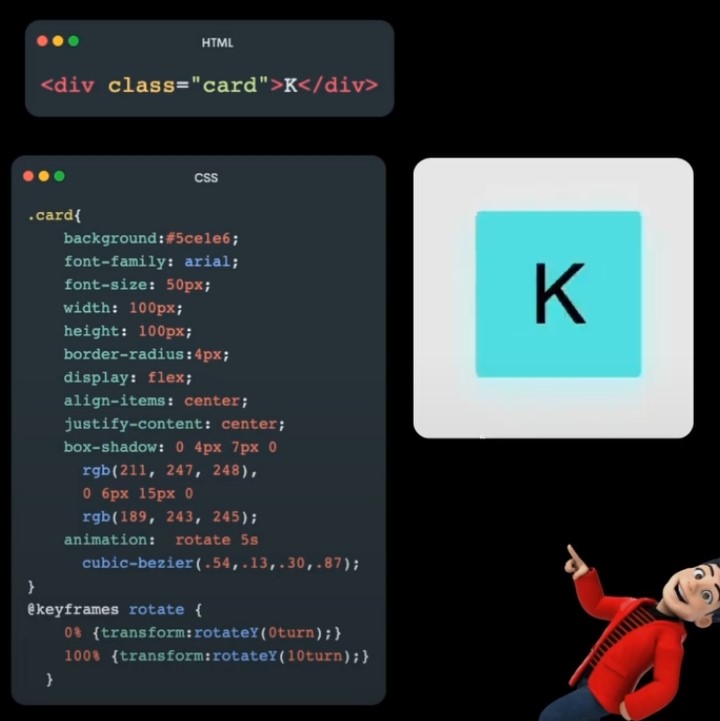 HTML
<div class="card">K</div>
CSS
.card{
background:#5ce1e6;
font-family: arial;
font-size: 50px;
width: 100px;
height: 100px;
border-radius:4px;
display: flex;
align-items: center;
justify-content: center;
box-shadow: 0 4px 7px 0
rgb(211, 247, 248),
0 6px 15px 0
rgb(189, 243, 245);
animation:  rotate 5s
cubic-bezier(.54,.13,.30,.87);
}
@keyframes rotate {
0% {transform:rotateY(0turn);}
100% {transform:rotateY(10turn);}
}
K